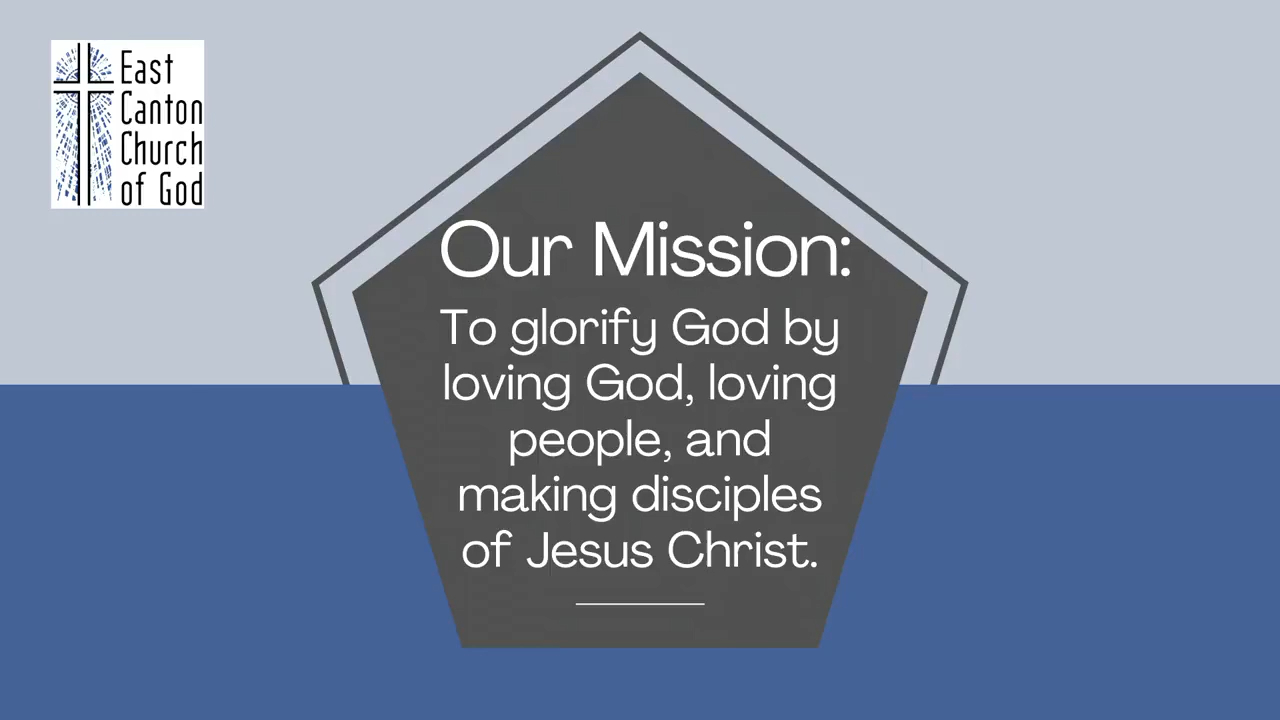 East
Canton
Church
of God
Our Mission:
To glorify God by
loving God, loving
people, and
making disciples
of Jesus Christ.